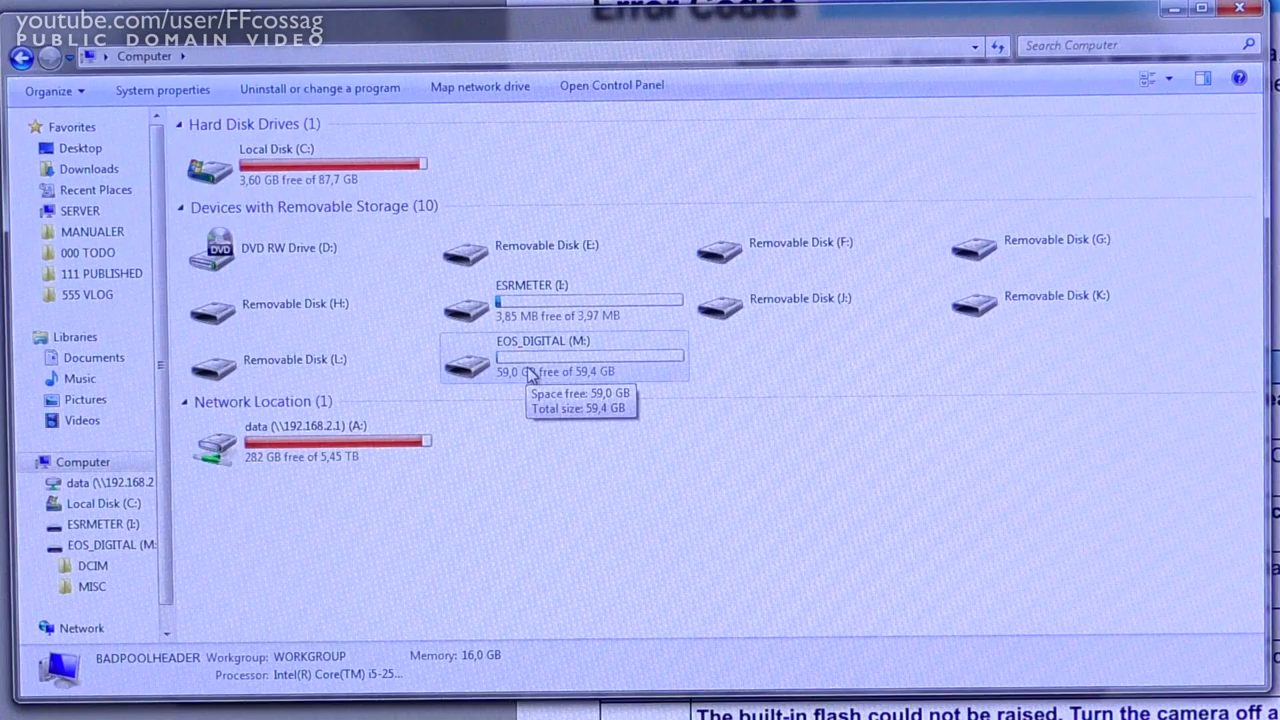 youtube.com/user/FFcossag
PUBLIC DOMAIN VIDEO
Error Codes
Computer
Search Computer
Organize
System properties
Uninstall or change a program
Map network drive
Open Control Panel
Favorites
Desktop
Downloads
Recent Places
SERVER
MANUALER
000 TODO
111 PUBLISHED
555 VLOG
Libraries
Documents
Music
Pictures
Videos
Computer
data (\\192.168.2
Local Disk (C:)
ESRMETER (I:)
EOS_DIGITAL (M:
DCIM
MISC
Network
Hard Disk Drives (1)
Local Disk (C:)
3,60 GB free of 87,7 GB
Devices with Removable Storage (10)
DVD RW Drive (D:)
Removable Disk (E:)
Removable Disk (F:)
Removable Disk (G:)
Removable Disk (H:)
ESRMETER (I:)
3,85 MB free of 3,97 MB
Removable Disk (J:)
Removable Disk (K:)
Removable Disk (L:)
EOS_DIGITAL (M:)
59,0 G free of 59,4 GB
Space free: 59,0 GB
Total size: 59,4 GB
Network Location (1)
data (\\192.168.2.1) (A:)
282 GB free of 5,45 TB
BADPOOLHEADER Workgroup: WORKGROUP Memory: 16,0 GB
Processor: Intel(R) Core(TM) i5-25...
The built-in flash could not be raised. Turn the camera off a